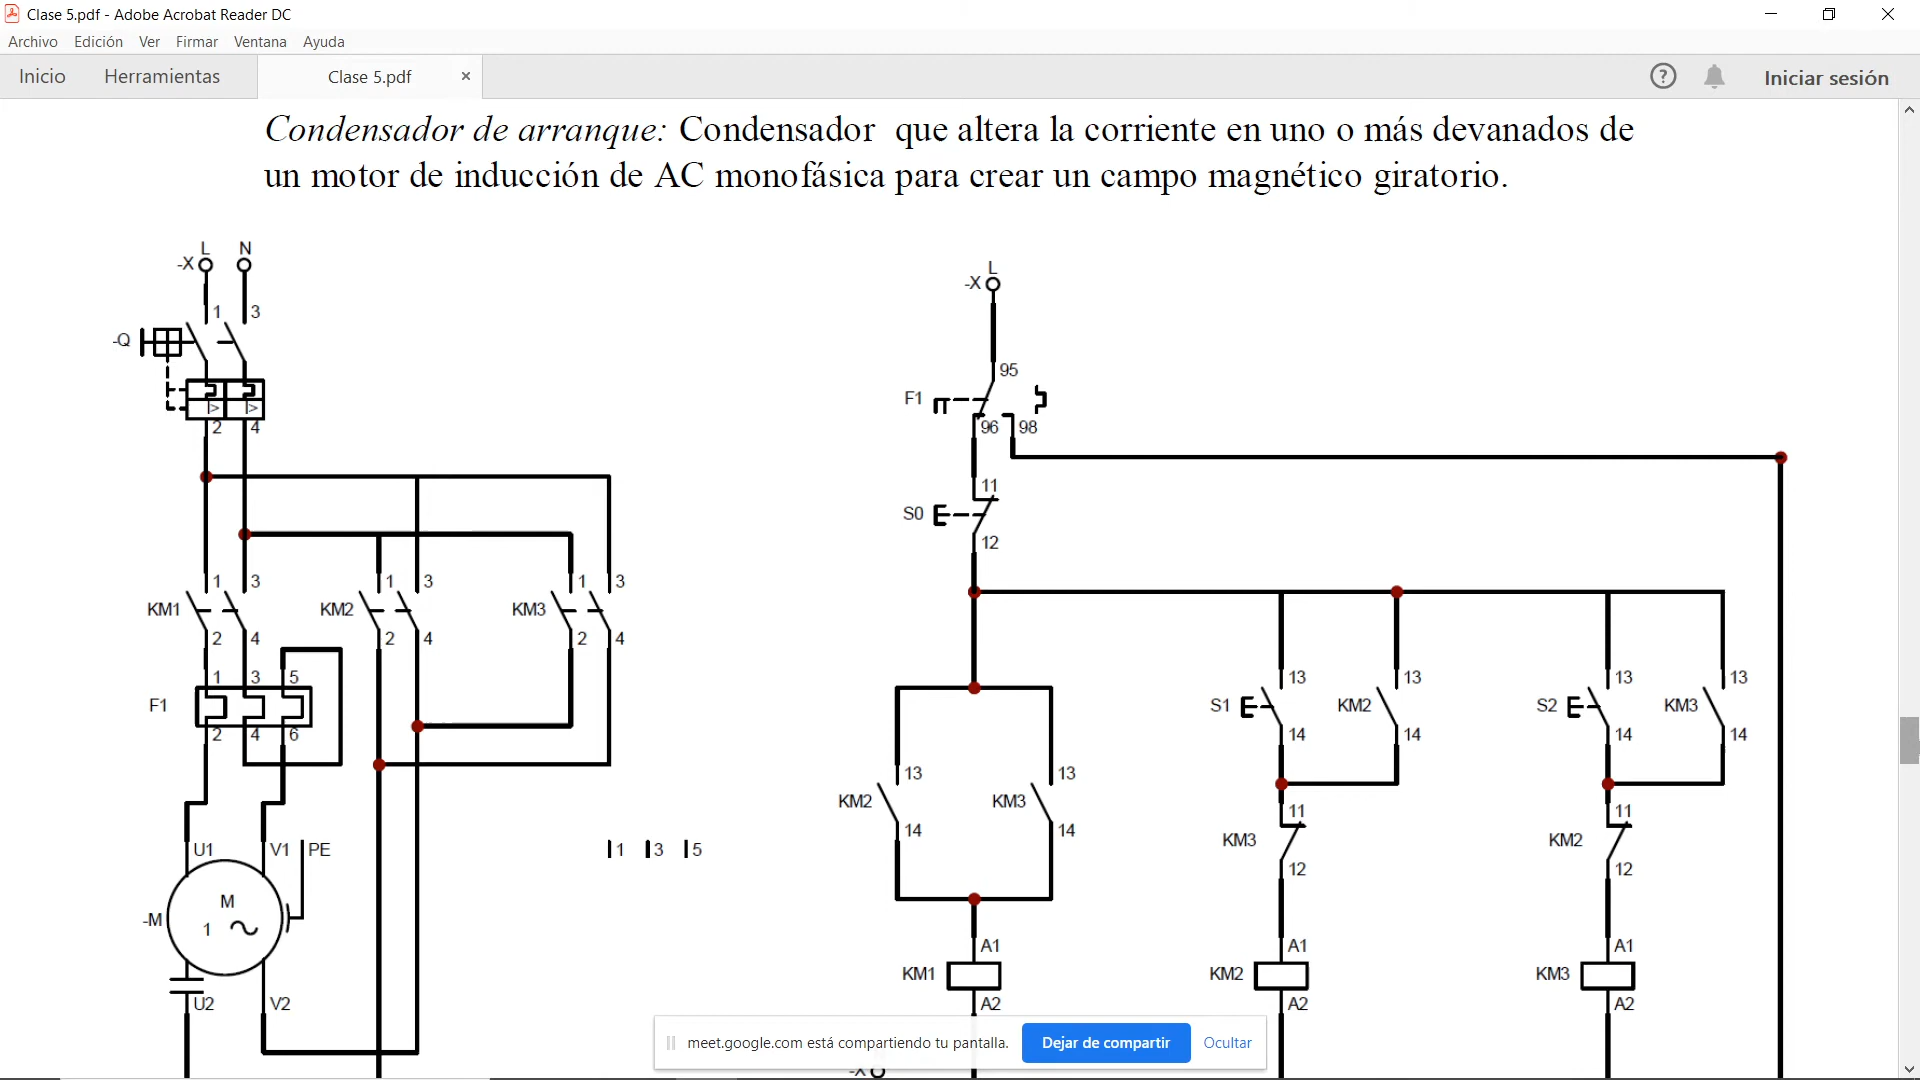 Clase 5.pdf - Adobe Acrobat Reader DC
Archivo Edición Ver Firmar Ventana Ayuda
Inicio Herramientas Clase 5.pdf × ? Iniciar sesión
Condensador de arranque: Condensador que altera la corriente en uno o más devanados de
un motor de inducción de AC monofásica para crear un campo magnético giratorio.
L N
-X
1 3
-Q
I> I>
2 4
1 3 1 3 1 3
KM1 KM2 KM3
2 4 2 4 2 4
1 3 5
F1
2 4 6
U1 V1 PE
M
-M
1
U2 V2
1 3 5
L
-X
95
F1
96 98
11
S0
12
13 13 13 13
S1 KM2 S2 KM3
14 14 14 14
13 13
KM2 KM3
14 14
11 11
KM3 KM2
12 12
A1 A1 A1
KM1 KM2 KM3
A2 A2 A2
meet.google.com está compartiendo tu pantalla. Dejar de compartir Ocultar
-X